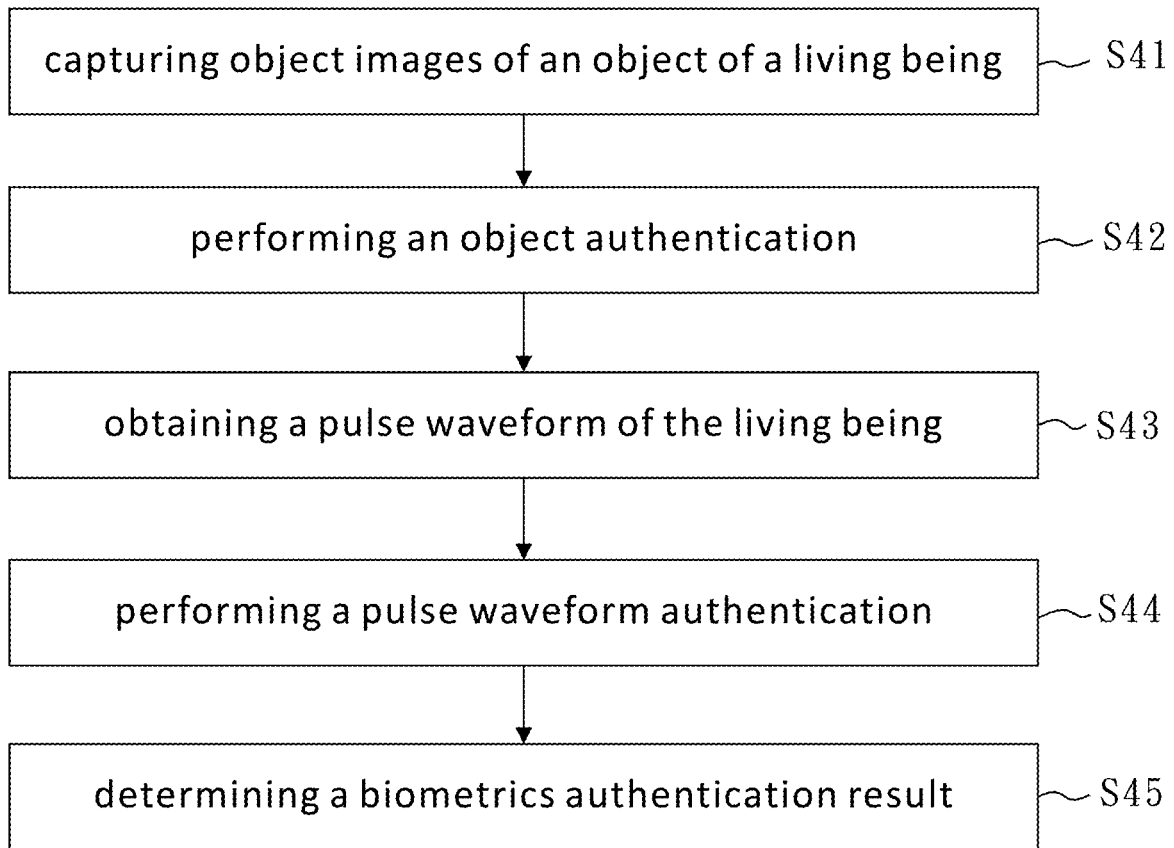 capturing object images of an object of a living being S41
performing an object authentication S42
obtaining a pulse waveform of the living being S43
performing a pulse waveform authentication S44
determining a biometrics authentication result S45